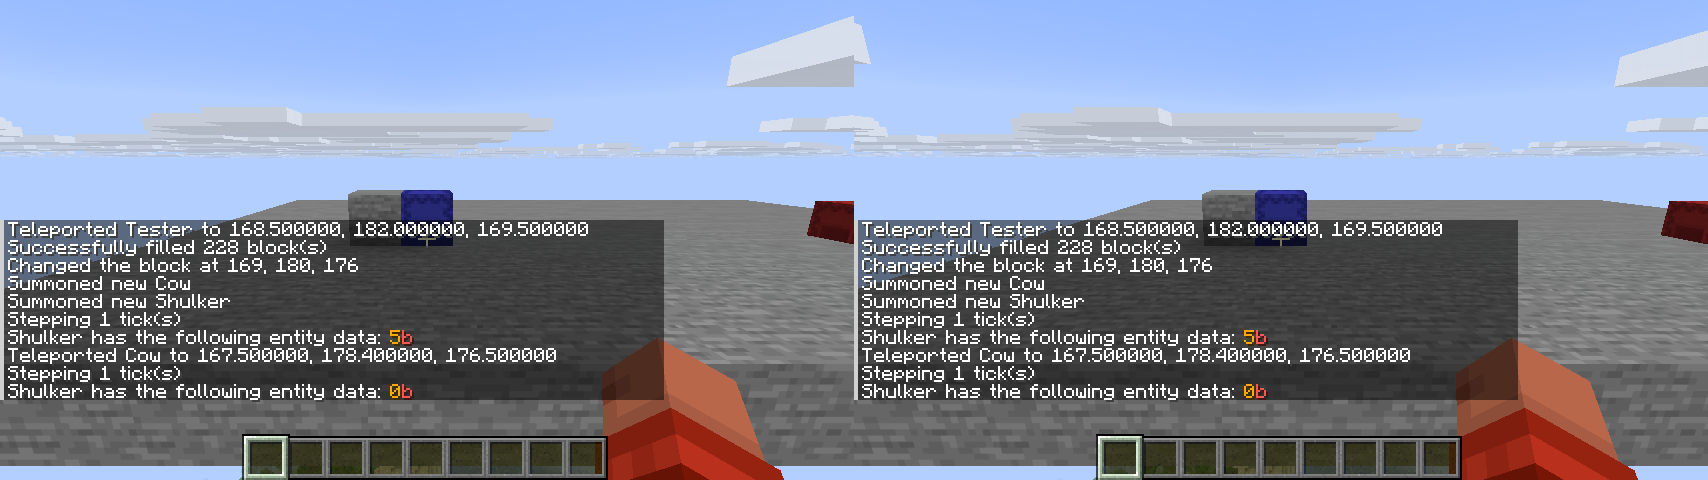 Teleported Tester to 168.500000, 182.000000, 169.500000
Successfully filled 228 block(s)
Changed the block at 169, 180, 176
Summoned new Cow
Summoned new Shulker
Stepping 1 tick(s)
Shulker has the following entity data: 5b
Teleported Cow to 167.500000, 178.400000, 176.500000
Stepping 1 tick(s)
Shulker has the following entity data: 0b
Teleported Tester to 168.500000, 182.000000, 169.500000
Successfully filled 228 block(s)
Changed the block at 169, 180, 176
Summoned new Cow
Summoned new Shulker
Stepping 1 tick(s)
Shulker has the following entity data: 5b
Teleported Cow to 167.500000, 178.400000, 176.500000
Stepping 1 tick(s)
Shulker has the following entity data: 0b